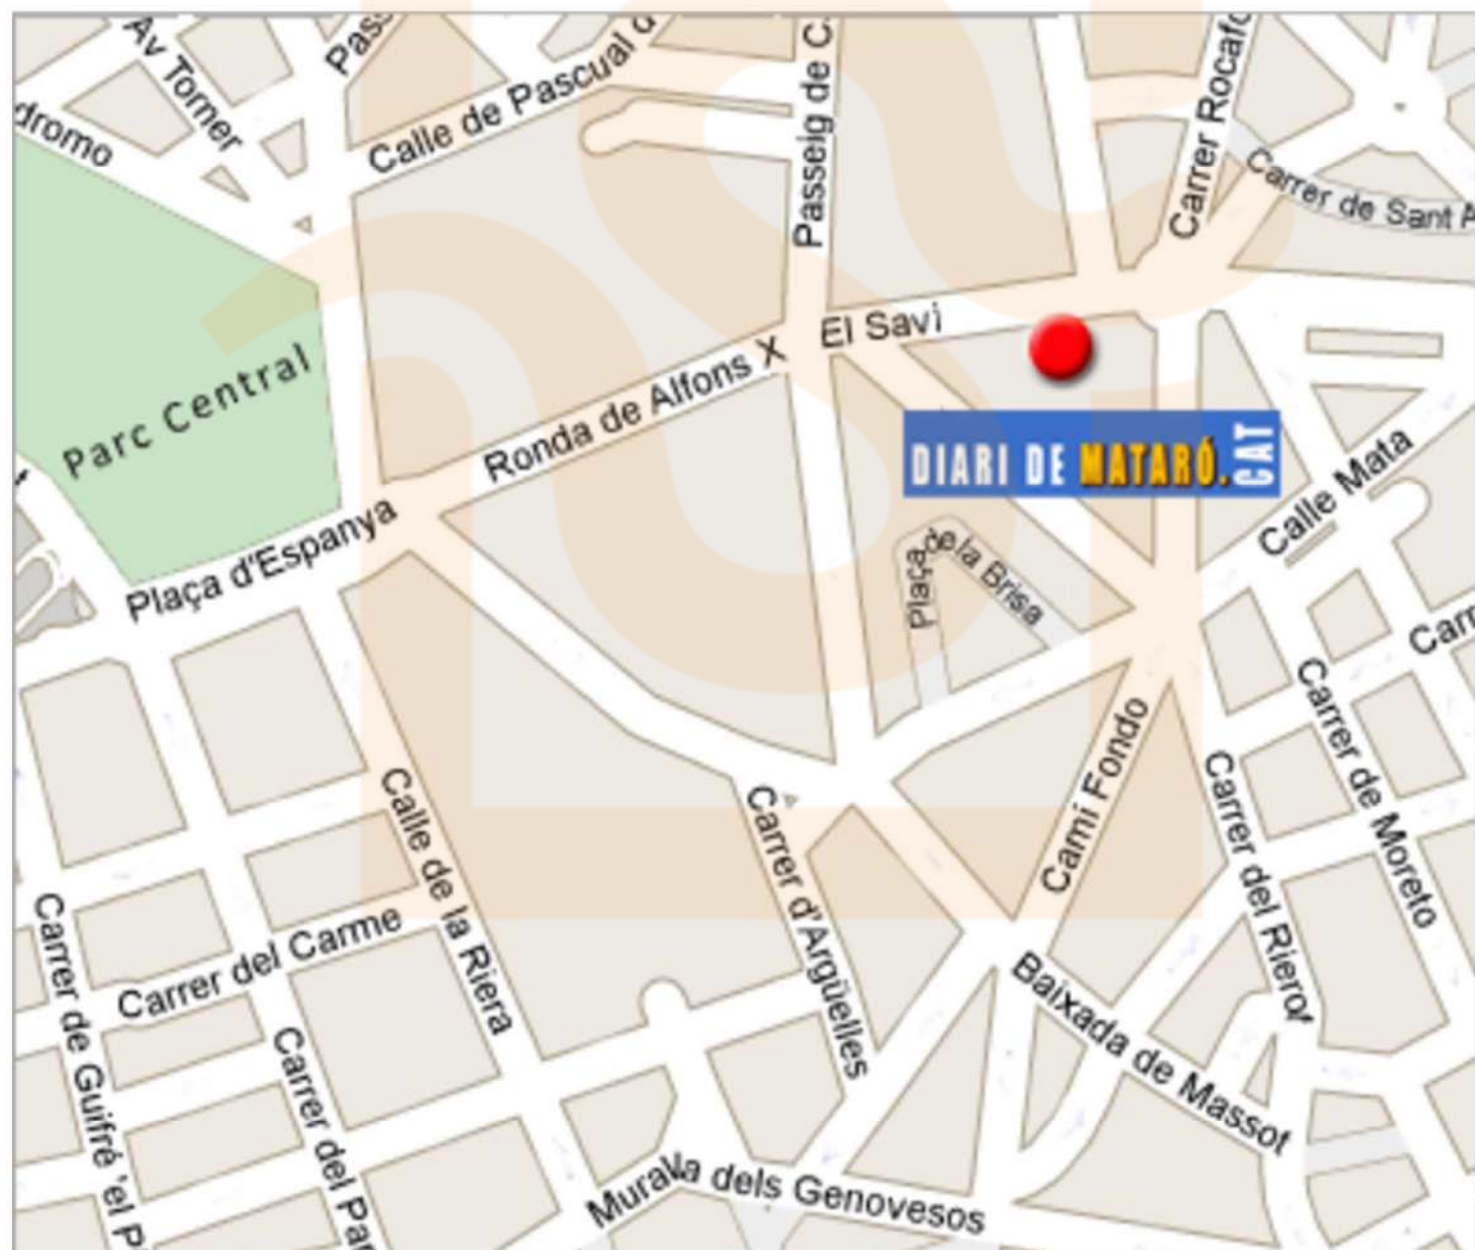 Av Torner
Calle de Pascual
Passeig de C
Carrer Rocafo
Carrer de Sant A
dromo
Parc Central
Ronda de Alfons X
El Savi
DIARI DE MATARÓ.CAT
Calle Mata
Plaça d'Espanya
Plaça de la Brisa
Carr
Carrer de Moreto
Camí Fondo
Carrer del Rierot
Calle de la Riera
Carrer d'Argüelles
Carrer del Carme
Carrer de Guifré 'el P
Carrer del Par
Baixada de Massot
Muralla dels Genovesos